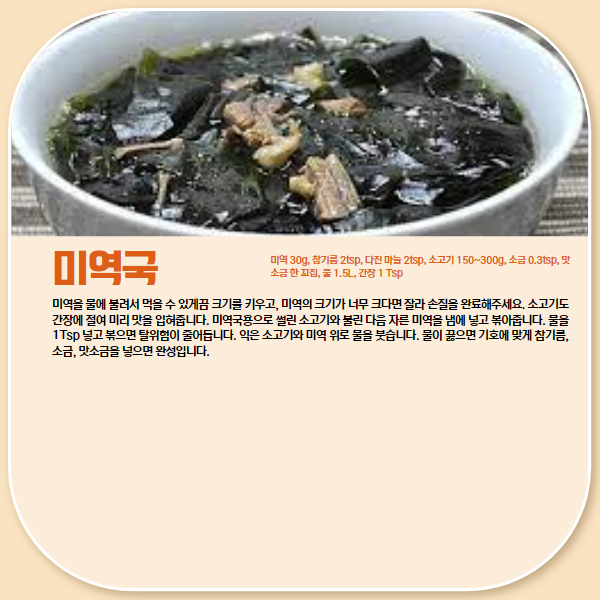 미역국
미역 30g, 참기름 2tsp, 다진 마늘 2tsp, 소고기 150~300g, 소금 0.3tsp, 맛
소금 한 꼬집, 물 1.5L, 간장 1 Tsp
미역을 물에 불려서 먹을 수 있게끔 크기를 키우고, 미역의 크기가 너무 크다면 잘라 손질을 완료해주세요. 소고기도
간장에 절여 미리 맛을 입혀줍니다. 미역국용으로 썰린 소고기와 불린 다음 자른 미역을 냄에 넣고 볶아줍니다. 물을
1Tsp 넣고 볶으면 탈위험이 줄어듭니다. 익은 소고기와 미역 위로 물을 붓습니다. 물이 끓으면 기호에 맞게 참기름,
소금, 맛소금을 넣으면 완성입니다.